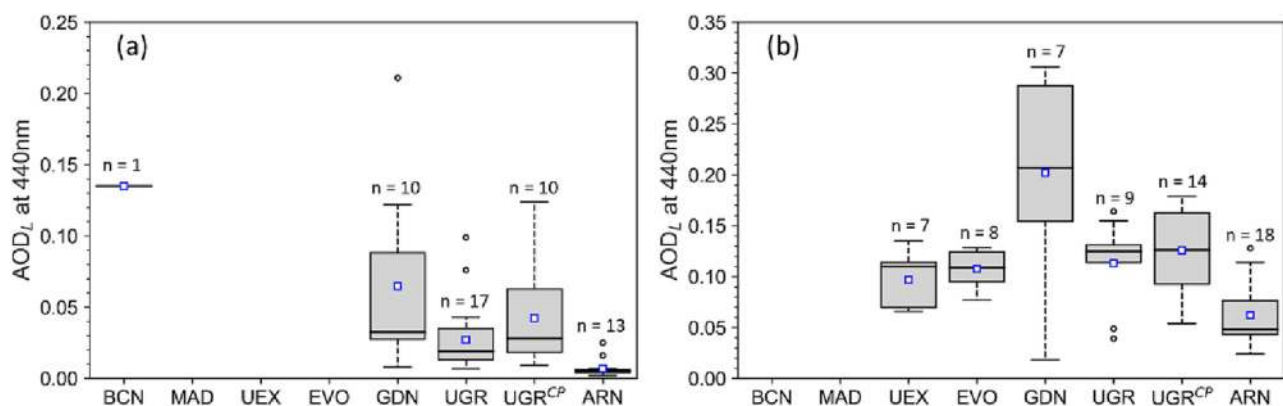 (a)
AOD_L at 440nm
0.25
0.20
0.15
0.10
0.05
0.00
n = 1
n = 10
n = 17
n = 10
n = 13
BCN MAD UEX EVO GDN UGR UGR^CP ARN
(b)
AOD_L at 440nm
0.35
0.30
0.25
0.20
0.15
0.10
0.05
0.00
n = 7
n = 8
n = 7
n = 9
n = 14
n = 18
BCN MAD UEX EVO GDN UGR UGR^CP ARN